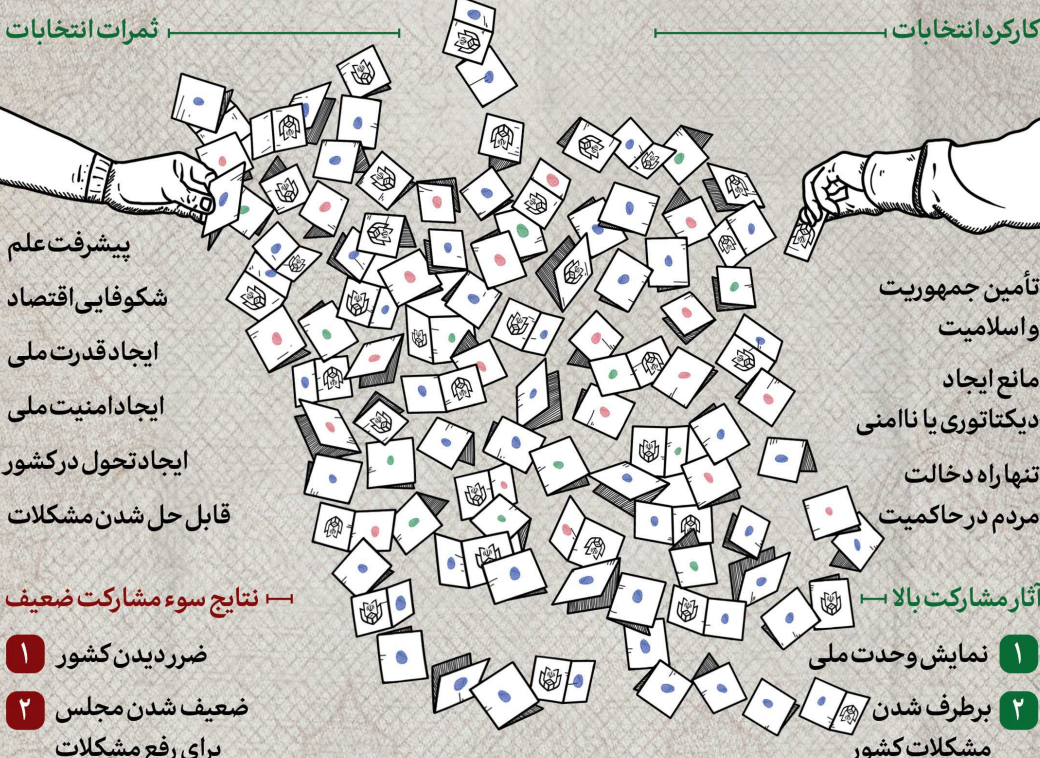 کارکرد انتخابات
تأمین جمهوریت
و اسلامیت
مانع ایجاد
دیکتاتوری یا ناامنی
تنها راه دخالت
مردم در حاکمیت
ثمرات انتخابات
پیشرفت علم
شکوفایی اقتصاد
ایجاد قدرت ملی
ایجاد امنیت ملی
ایجاد تحول در کشور
قابل حل شدن مشکلات
آثار مشارکت بالا
۱ نمایش وحدت ملی
۲ برطرف شدن
مشکلات کشور
نتایج سوء مشارکت ضعیف
۱ ضرر دیدن کشور
۲ ضعیف شدن مجلس
برای رفع مشکلات